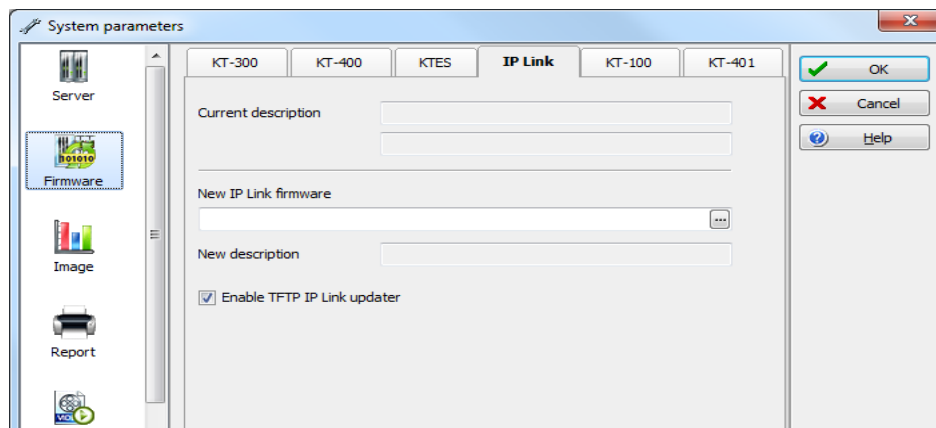 System parameters
Server
Firmware
Image
Report
KT-300
KT-400
KTES
IP Link
KT-100
KT-401
Current description
New IP Link firmware
...
New description
Enable TFTP IP Link updater
OK
Cancel
Help